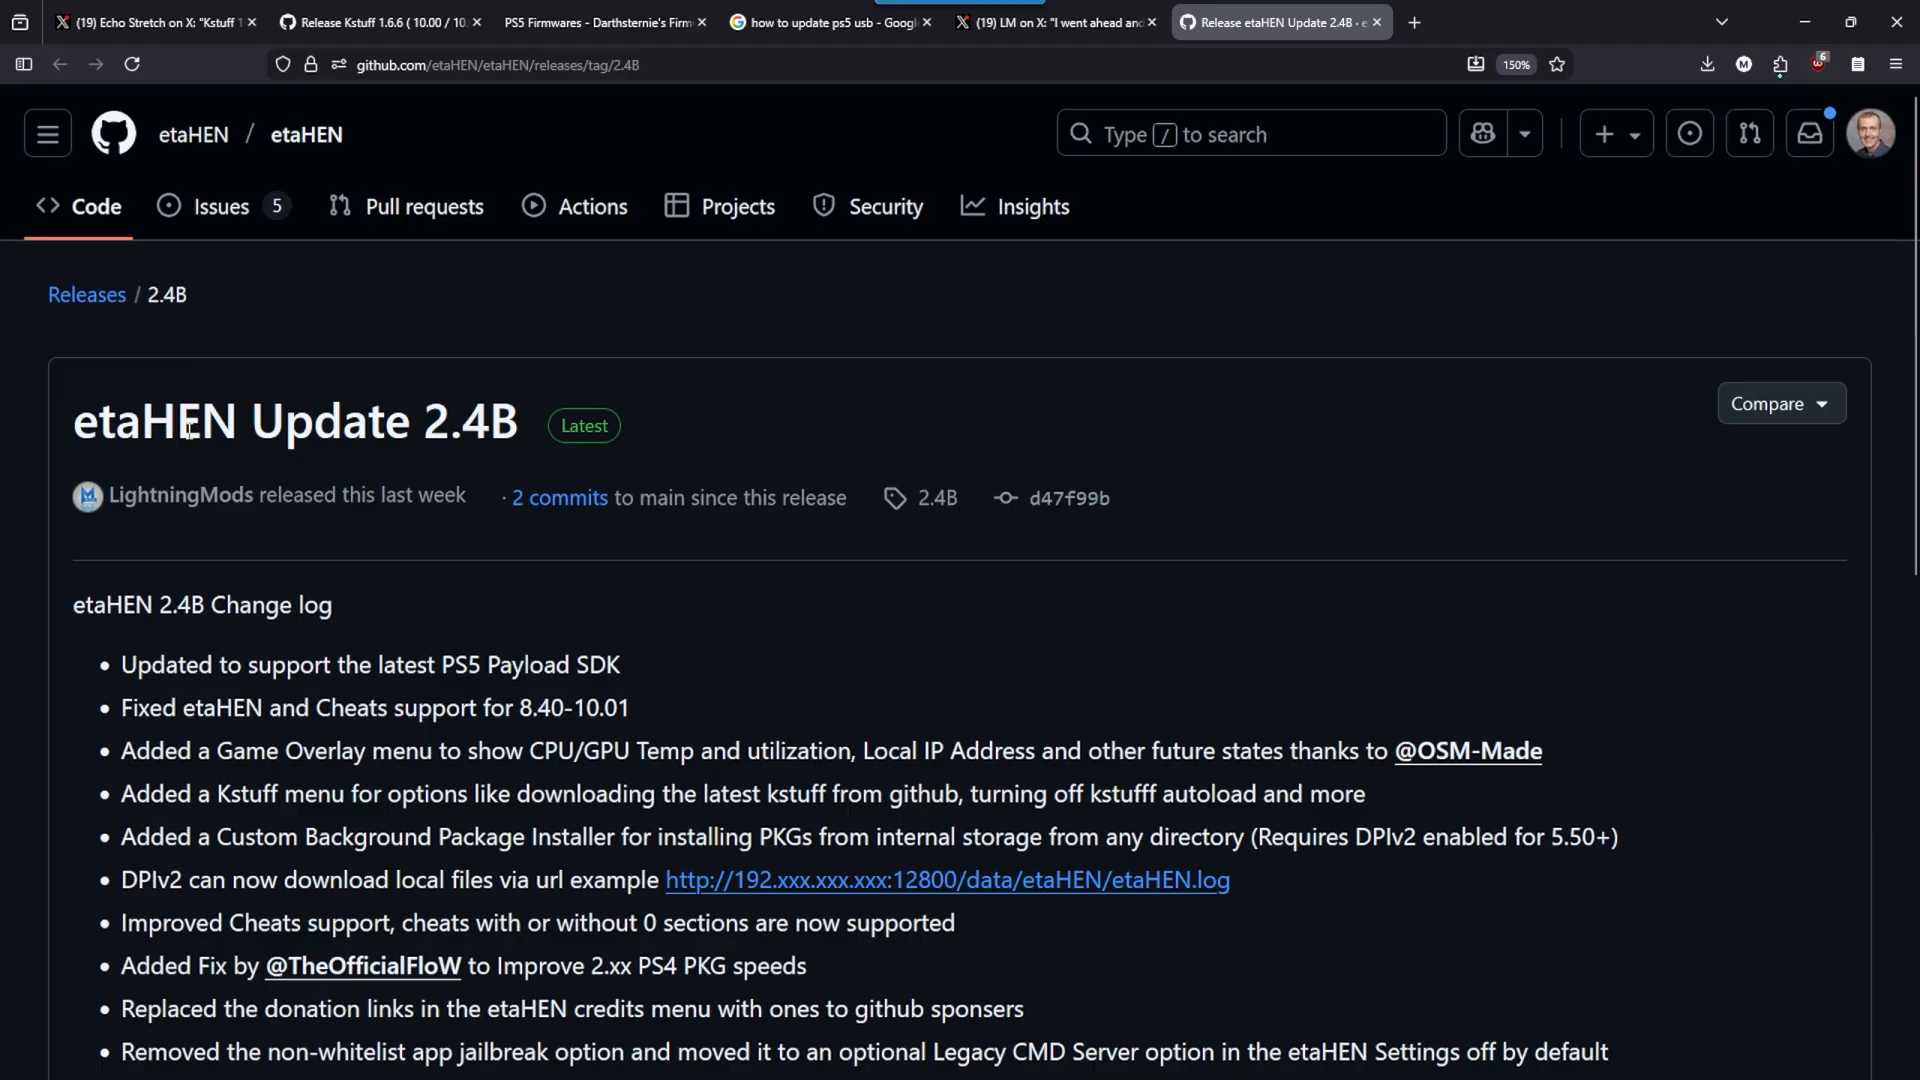 (19) Echo Stretch on X: "Kstuff 1
Release Kstuff 1.6.6 ( 10.00 / 10.
PS5 Firmwares - Darthsternie's Firm
how to update ps5 usb - Googl
(19) LM on X: "I went ahead and
Release etaHEN Update 2.4B · e
github.com/etaHEN/etaHEN/releases/tag/2.4B
150%
6
etaHEN / etaHEN
Type / to search
Code
Issues 5
Pull requests
Actions
Projects
Security
Insights
Releases / 2.4B
etaHEN Update 2.4B Latest
Compare
LightningMods released this last week · 2 commits to main since this release 2.4B d47f99b
etaHEN 2.4B Change log
• Updated to support the latest PS5 Payload SDK
• Fixed etaHEN and Cheats support for 8.40-10.01
• Added a Game Overlay menu to show CPU/GPU Temp and utilization, Local IP Address and other future states thanks to @OSM-Made
• Added a Kstuff menu for options like downloading the latest kstuff from github, turning off kstufff autoload and more
• Added a Custom Background Package Installer for installing PKGs from internal storage from any directory (Requires DPIv2 enabled for 5.50+)
• DPIv2 can now download local files via url example http://192.xxx.xxx.xxx:12800/data/etaHEN/etaHEN.log
• Improved Cheats support, cheats with or without 0 sections are now supported
• Added Fix by @TheOfficialFloW to Improve 2.xx PS4 PKG speeds
• Replaced the donation links in the etaHEN credits menu with ones to github sponsers
• Removed the non-whitelist app jailbreak option and moved it to an optional Legacy CMD Server option in the etaHEN Settings off by default